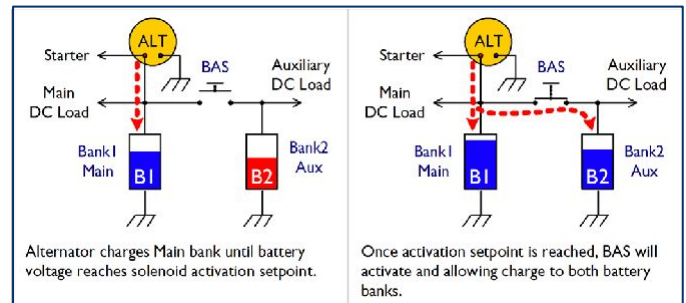 ALT
Starter
BAS
Auxiliary
DC Load
Main
DC Load
Bank1
Main
B1
B2
Bank2
Aux
Alternator charges Main bank until battery
voltage reaches solenoid activation setpoint.
ALT
Starter
BAS
Auxiliary
DC Load
Main
DC Load
Bank1
Main
B1
B2
Bank2
Aux
Once activation setpoint is reached, BAS will
activate and allowing charge to both battery
banks.